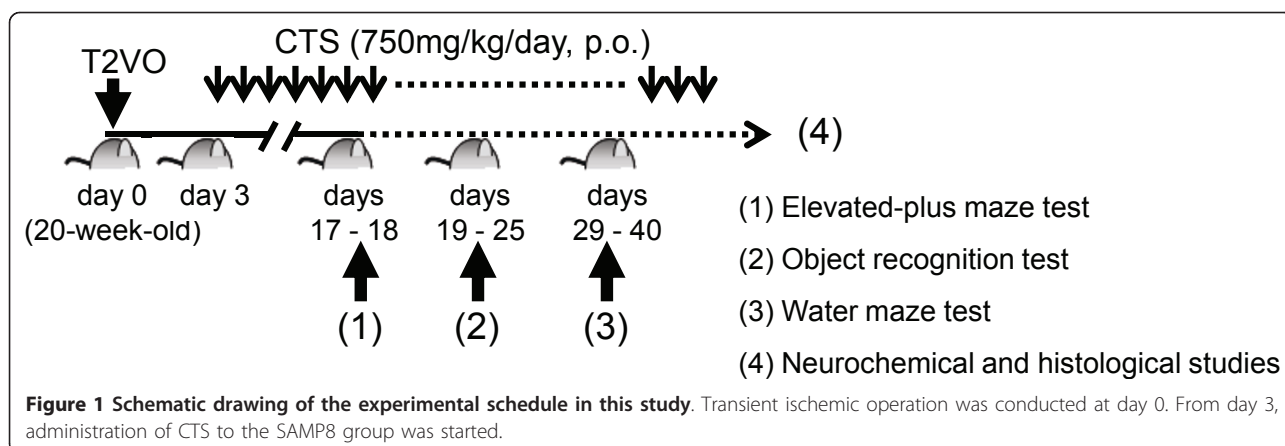 CTS (750mg/kg/day, p.o.)
T2VO
(4)
day 0 day 3 days days days
(20-week-old) 17 - 18 19 - 25 29 - 40
(1) (2) (3)
(1) Elevated-plus maze test
(2) Object recognition test
(3) Water maze test
(4) Neurochemical and histological studies
Figure 1 Schematic drawing of the experimental schedule in this study. Transient ischemic operation was conducted at day 0. From day 3,
administration of CTS to the SAMP8 group was started.